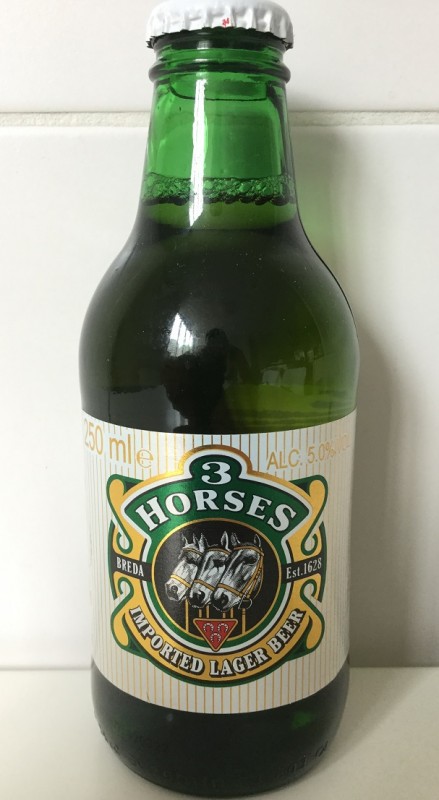 250 ml e
ALC. 5.0%
3
HORSES
BREDA
Est.1628
IMPORTED LAGER BEER